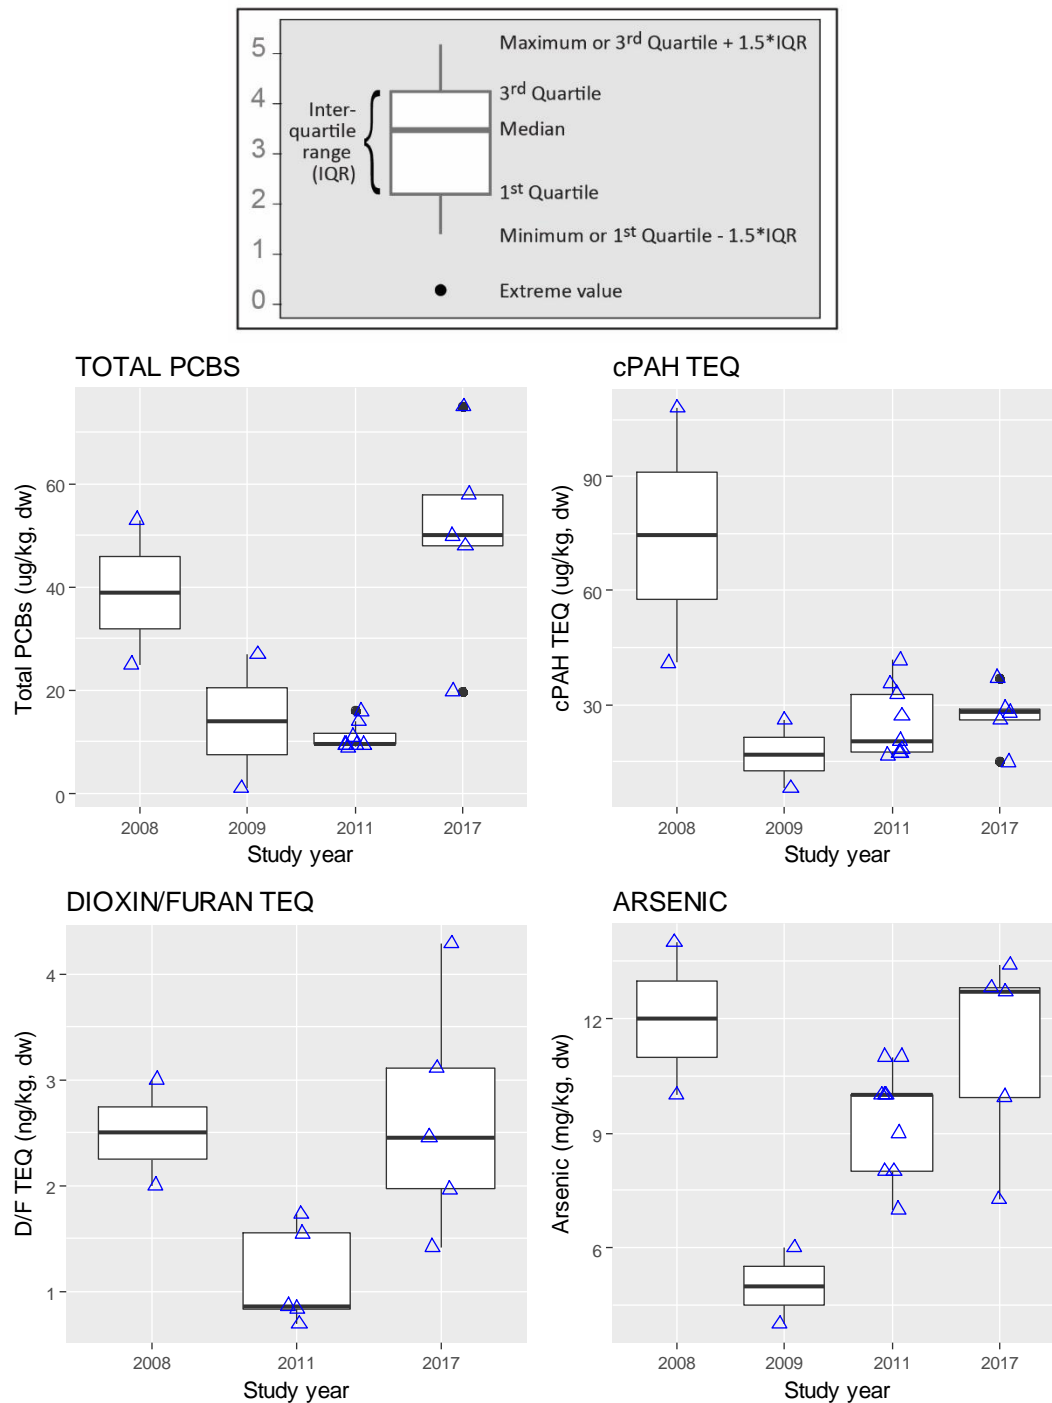 5
4
3
2
1
0
Inter-
quartile
range
(IQR)
Maximum or 3rd Quartile + 1.5*IQR
3rd Quartile
Median
1st Quartile
Minimum or 1st Quartile - 1.5*IQR
Extreme value
TOTAL PCBS
Total PCBs (ug/kg, dw)
60
40
20
0
2008 2009 2011 2017
Study year
cPAH TEQ
cPAH TEQ (ug/kg, dw)
90
60
30
2008 2009 2011 2017
Study year
DIOXIN/FURAN TEQ
D/F TEQ (ng/kg, dw)
4
3
2
1
2008 2011 2017
Study year
ARSENIC
Arsenic (mg/kg, dw)
12
9
6
2008 2009 2011 2017
Study year